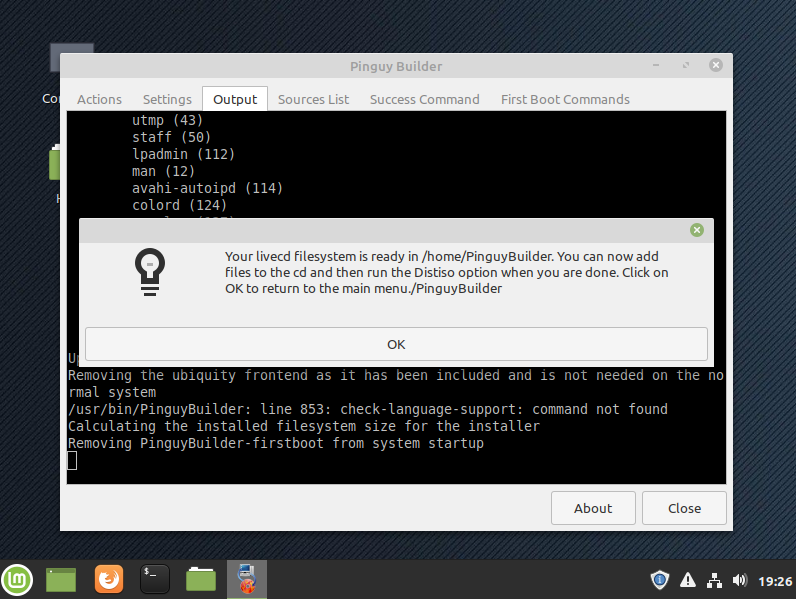 Pinguy Builder
Actions Settings Output Sources List Success Command First Boot Commands
utmp (43)
staff (50)
lpadmin (112)
man (12)
avahi-autoipd (114)
colord (124)
Your livecd filesystem is ready in /home/PinguyBuilder. You can now add
files to the cd and then run the Distiso option when you are done. Click on
OK to return to the main menu./PinguyBuilder
OK
Removing the ubiquity frontend as it has been included and is not needed on the no
rmal system
/usr/bin/PinguyBuilder: line 853: check-language-support: command not found
Calculating the installed filesystem size for the installer
Removing PinguyBuilder-firstboot from system startup
About Close
19:26